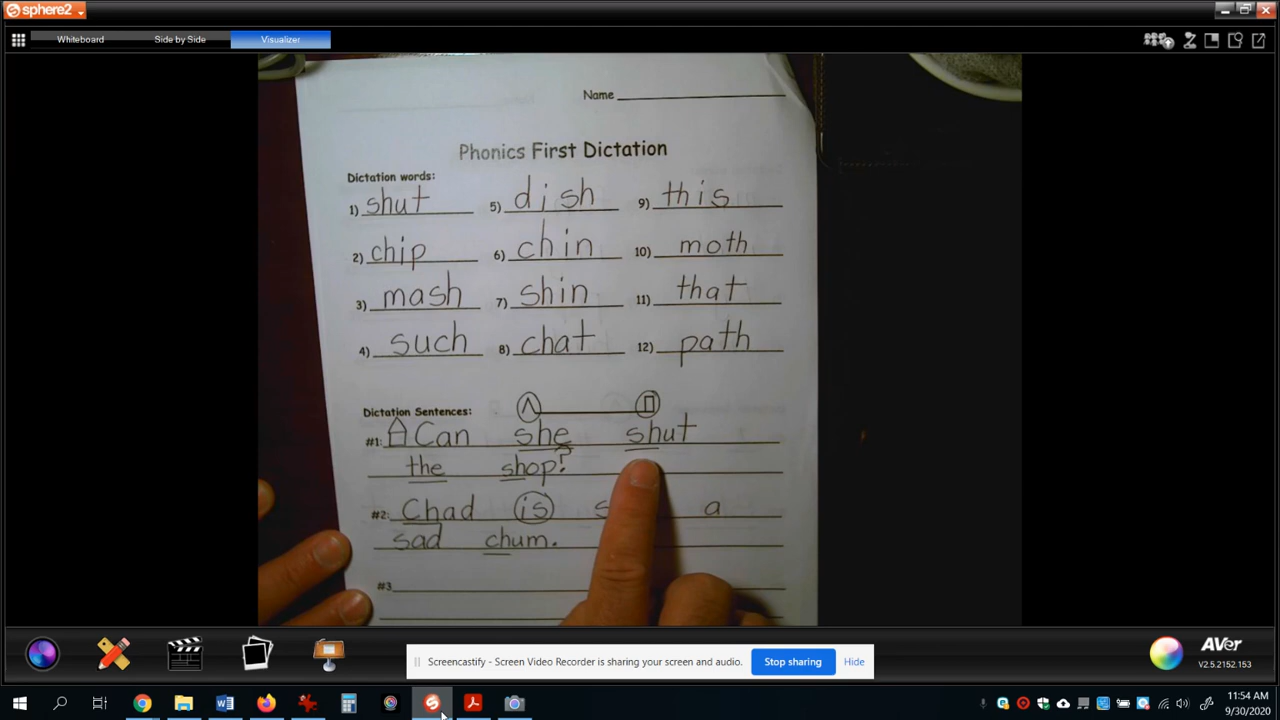 sphere2
Whiteboard Side by Side Visualizer
Name
Phonics First Dictation
Dictation words:
1) shut 5) dish 9) this
2) chip 6) chin 10) moth
3) mash 7) shin 11) that
4) such 8) chat 12) path
Dictation Sentences:
#1: Can she shut
the shop?
#2: Chad is a
sad chum.
#3
Screencastify - Screen Video Recorder is sharing your screen and audio. Stop sharing Hide
AVer
V2.5.2152.153
11:54 AM
9/30/2020